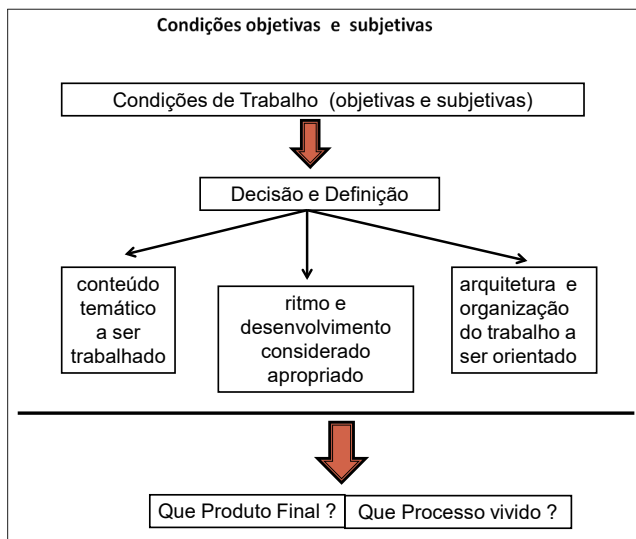 Condições objetivas e subjetivas
Condições de Trabalho (objetivas e subjetivas)
Decisão e Definição
conteúdo
temático
a ser
trabalhado
ritmo e
desenvolvimento
considerado
apropriado
arquitetura e
organização
do trabalho a
ser orientado
Que Produto Final ?
Que Processo vivido ?